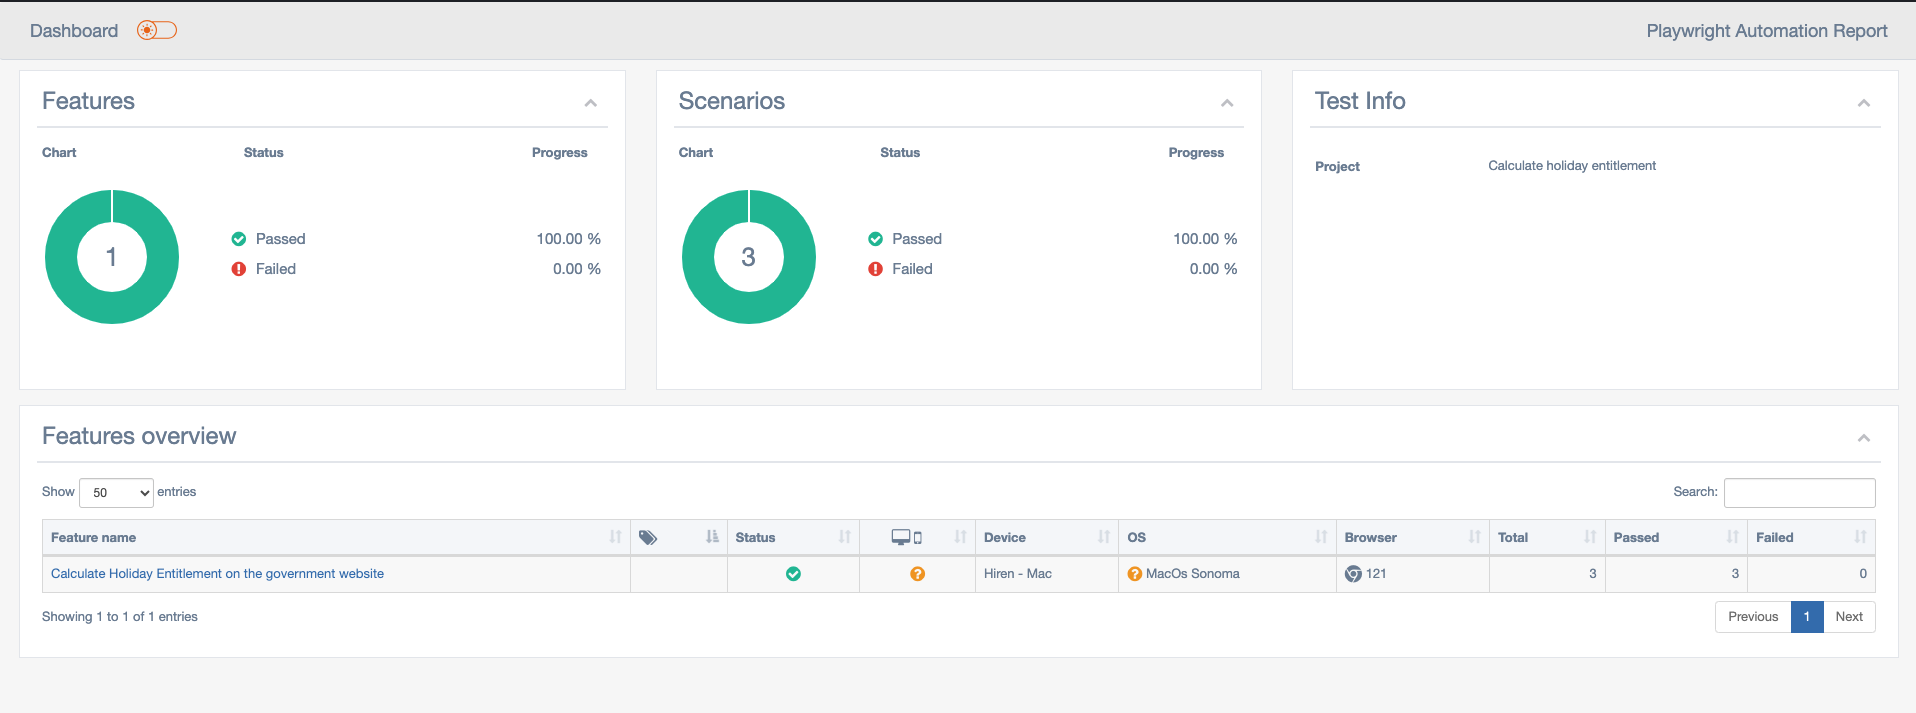 Dashboard
Playwright Automation Report
Features
Chart Status Progress
1
Passed 100.00 %
Failed 0.00 %
Scenarios
Chart Status Progress
3
Passed 100.00 %
Failed 0.00 %
Test Info
Project Calculate holiday entitlement
Features overview
Show 50 entries
Search:
Feature name Status Device OS Browser Total Passed Failed
Calculate Holiday Entitlement on the government website Hiren - Mac MacOs Sonoma 121 3 3 0
Showing 1 to 1 of 1 entries
Previous 1 Next